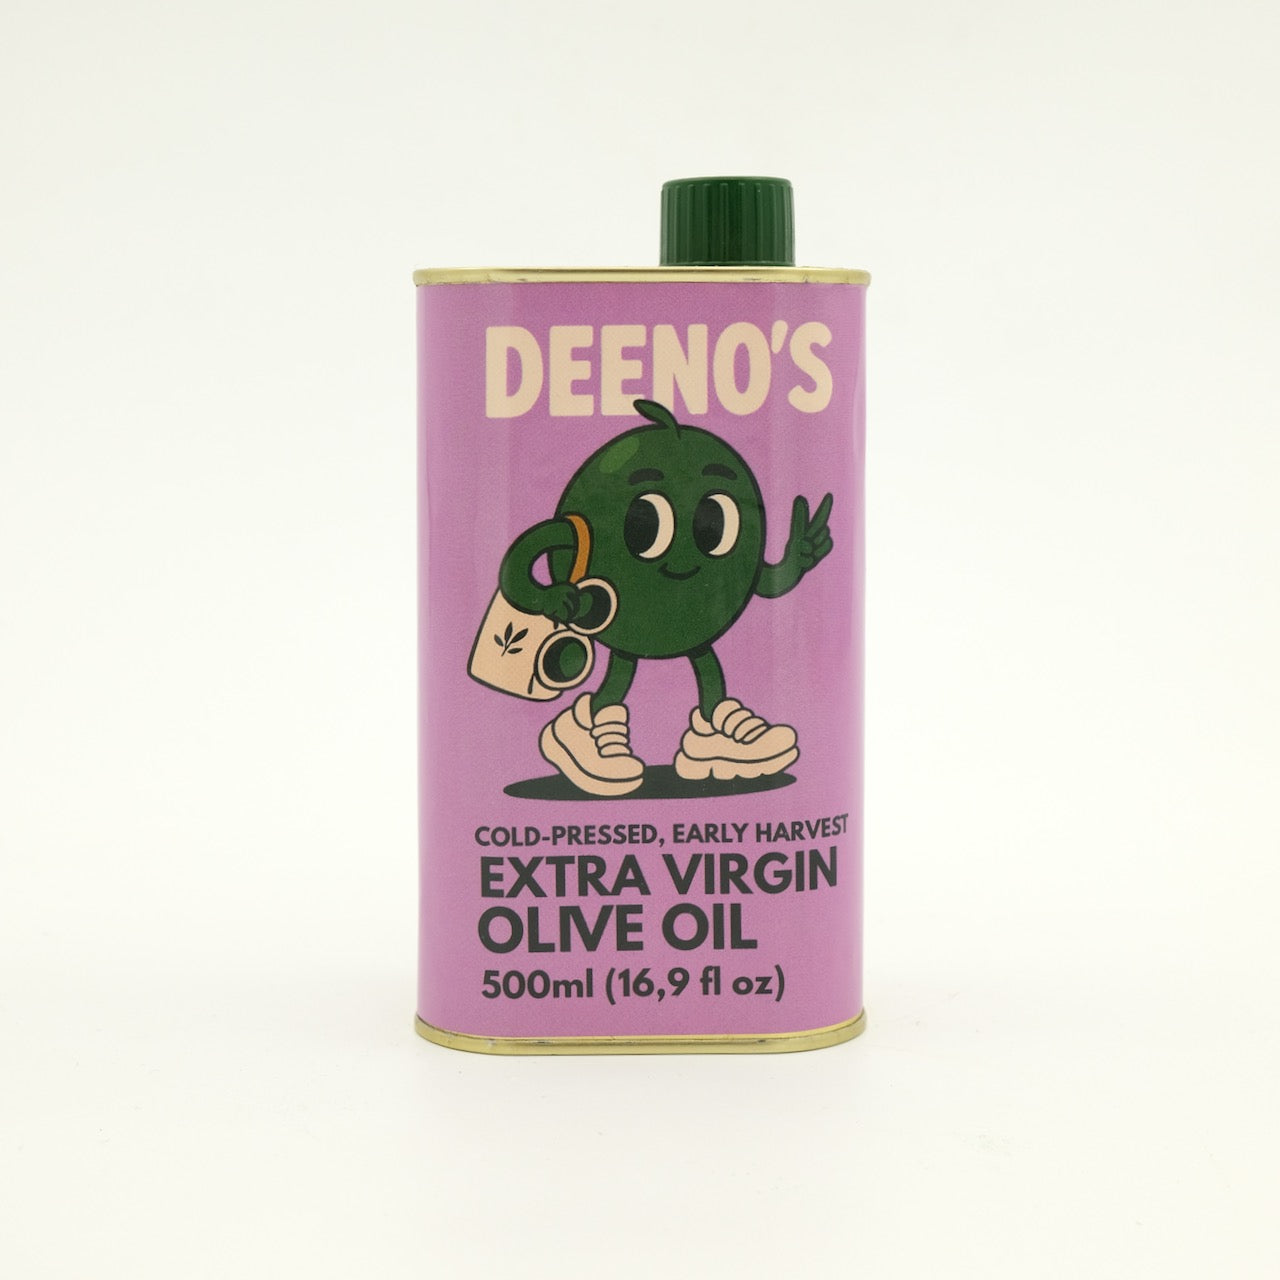 DEENO'S
COLD-PRESSED, EARLY HARVEST
EXTRA VIRGIN
OLIVE OIL
500ml (16,9 fl oz)